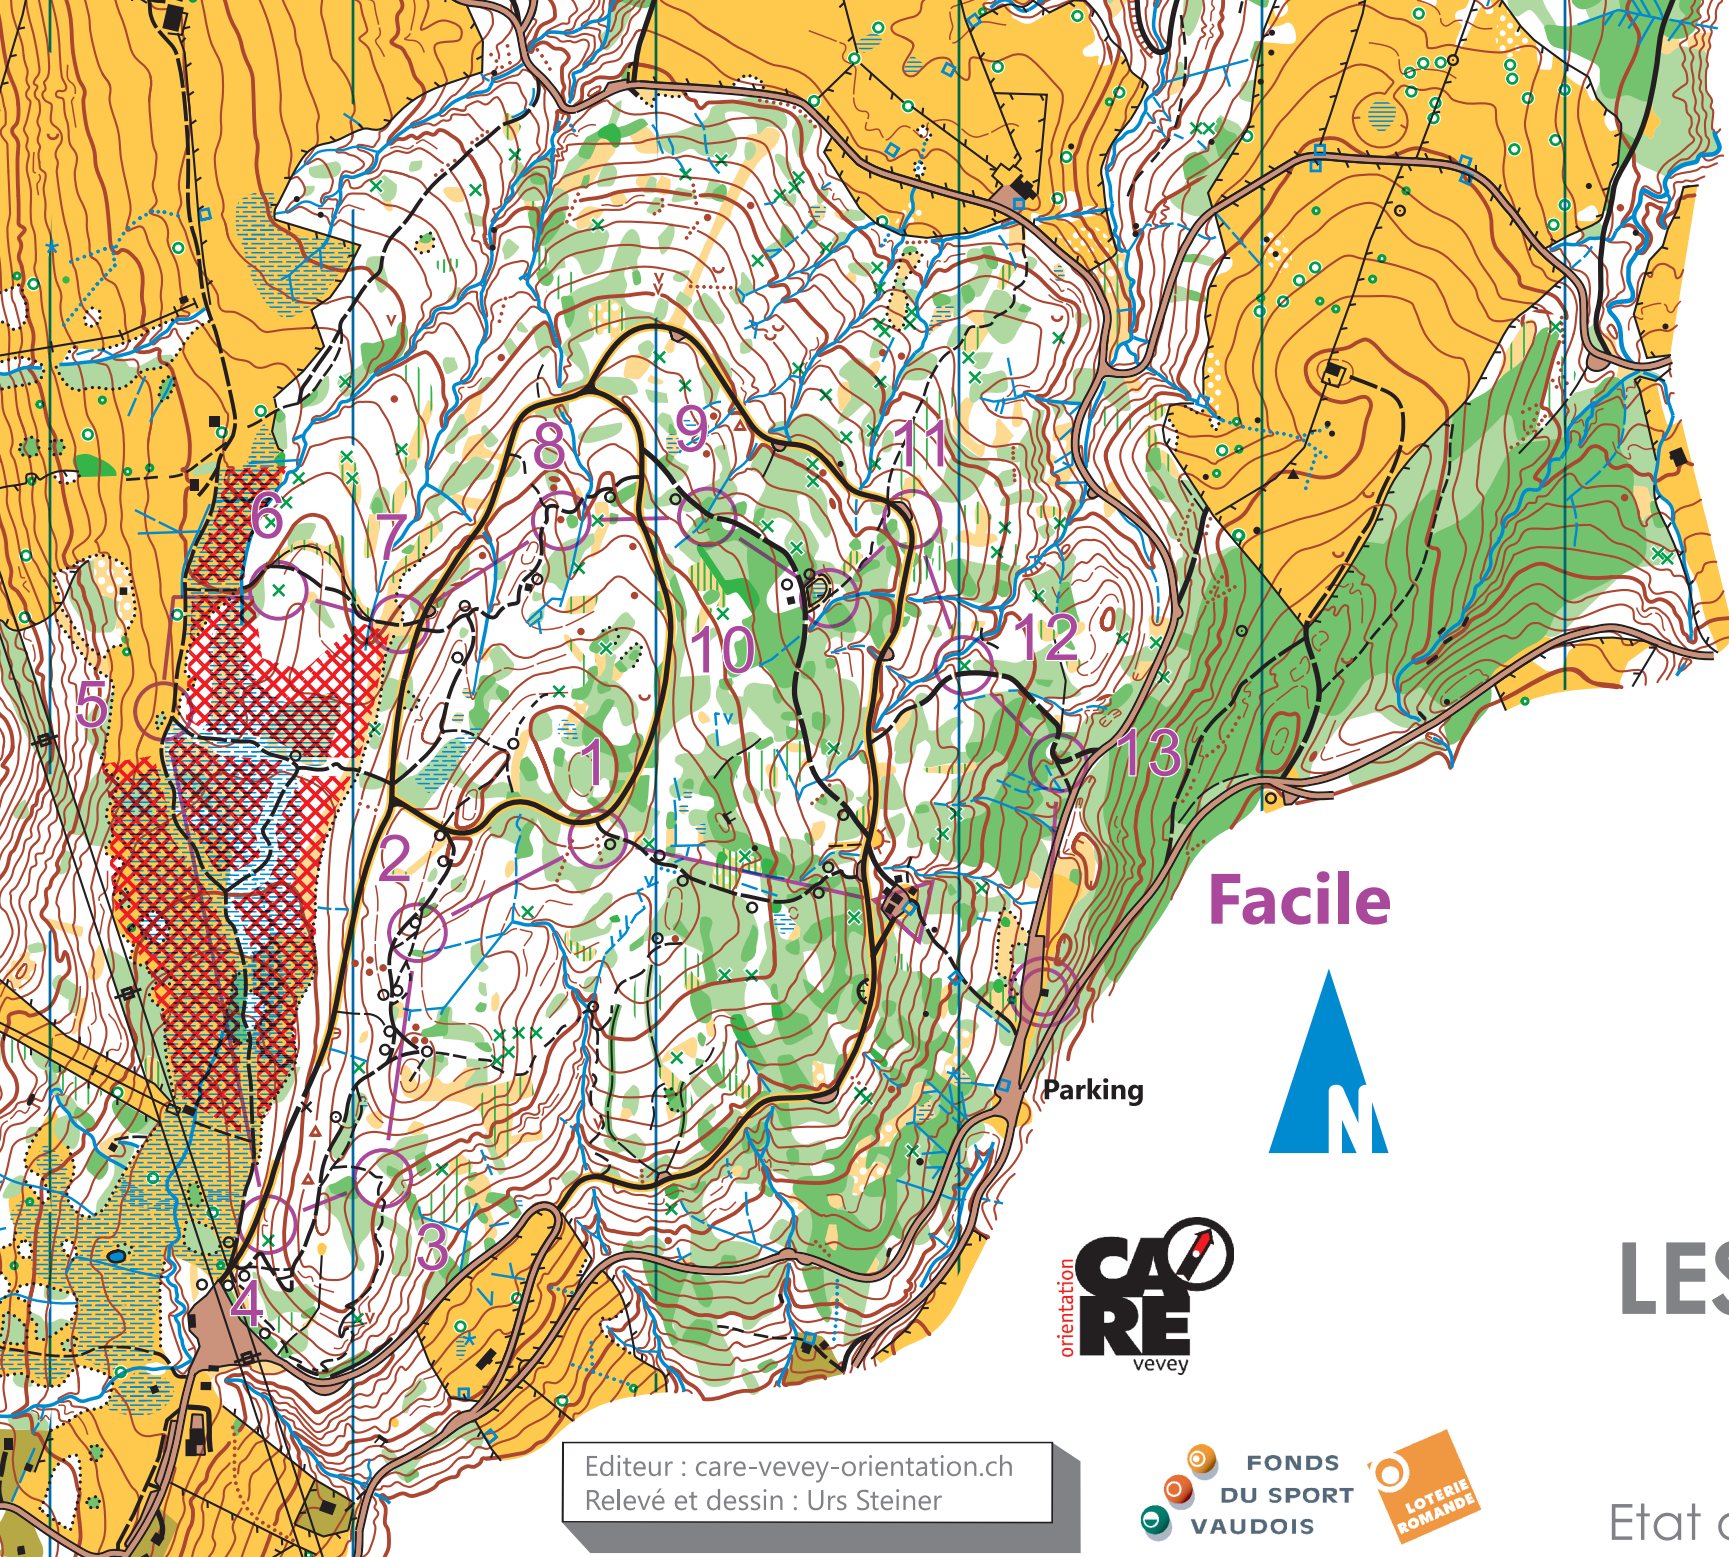 8
9
11
6
7
12
10
5
13
1
2
Facile
Parking
N
3
4
orientation
CARE
vevey
LES
Editeur : care-vevey-orientation.ch
Relevé et dessin : Urs Steiner
FONDS
DU SPORT
VAUDOIS
LOTERIE
ROMANDE
Etat